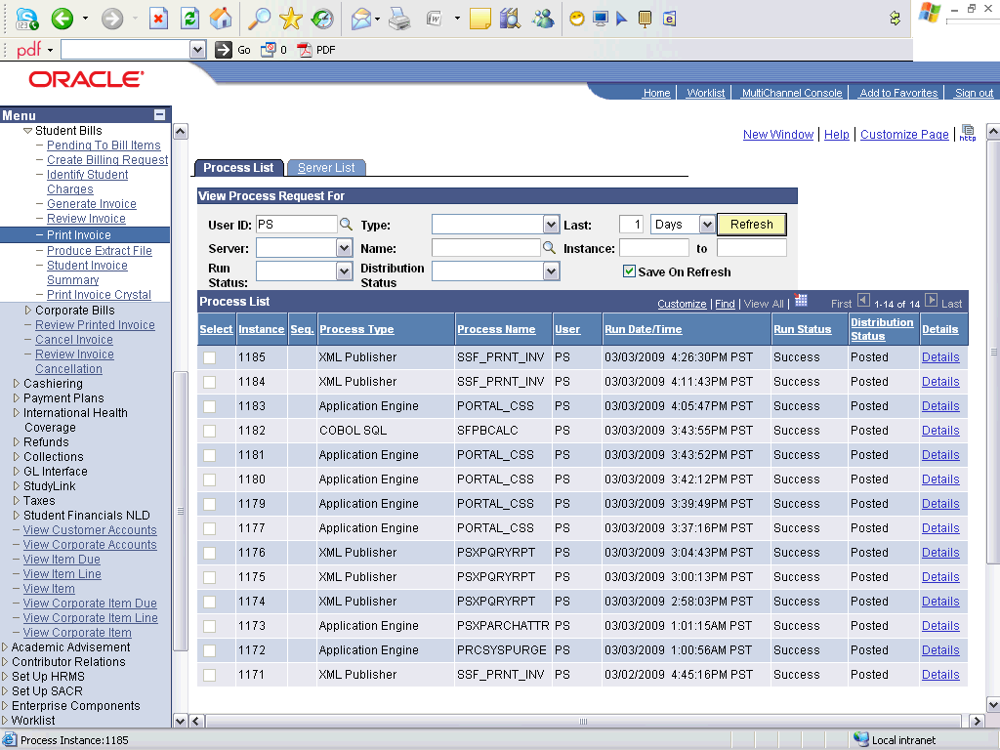 pdf
Go
0
PDF
ORACLE
Home
Worklist
MultiChannel Console
Add to Favorites
Sign out
Menu
Student Bills
Pending To Bill Items
Create Billing Request
Identify Student
Charges
Generate Invoice
Review Invoice
Print Invoice
Produce Extract File
Student Invoice
Summary
Print Invoice Crystal
Corporate Bills
Review Printed Invoice
Cancel Invoice
Review Invoice
Cancellation
Cashiering
Payment Plans
International Health
Coverage
Refunds
Collections
GL Interface
StudyLink
Taxes
Student Financials NLD
View Customer Accounts
View Corporate Accounts
View Item Due
View Item Line
View Item
View Corporate Item Due
View Corporate Item Line
View Corporate Item
Academic Advisement
Contributor Relations
Set Up HRMS
Set Up SACR
Enterprise Components
Worklist
New Window | Help | Customize Page | http
Process List
Server List
View Process Request For
User ID: PS Type: Last: 1 Days Refresh
Server: Name: Instance: to
Run Status: Distribution Status Save On Refresh
Process List Customize | Find | View All | First 1-14 of 14 Last
Select Instance Seq. Process Type Process Name User Run Date/Time Run Status Distribution Status Details
1185 XML Publisher SSF_PRNT_INV PS 03/03/2009 4:26:30PM PST Success Posted Details
1184 XML Publisher SSF_PRNT_INV PS 03/03/2009 4:11:43PM PST Success Posted Details
1183 Application Engine PORTAL_CSS PS 03/03/2009 4:05:47PM PST Success Posted Details
1182 COBOL SQL SFPBCALC PS 03/03/2009 3:43:55PM PST Success Posted Details
1181 Application Engine PORTAL_CSS PS 03/03/2009 3:43:52PM PST Success Posted Details
1180 Application Engine PORTAL_CSS PS 03/03/2009 3:42:12PM PST Success Posted Details
1179 Application Engine PORTAL_CSS PS 03/03/2009 3:39:49PM PST Success Posted Details
1177 Application Engine PORTAL_CSS PS 03/03/2009 3:37:16PM PST Success Posted Details
1176 XML Publisher PSXPQRYRPT PS 03/03/2009 3:04:43PM PST Success Posted Details
1175 XML Publisher PSXPQRYRPT PS 03/03/2009 3:00:13PM PST Success Posted Details
1174 XML Publisher PSXPQRYRPT PS 03/03/2009 2:58:03PM PST Success Posted Details
1173 Application Engine PSXPARCHATTR PS 03/03/2009 1:01:15AM PST Success Posted Details
1172 Application Engine PRCSYSPURGE PS 03/03/2009 1:00:56AM PST Success Posted Details
1171 XML Publisher SSF_PRNT_INV PS 03/02/2009 4:45:16PM PST Success Posted Details
Process Instance:1185
Local intranet